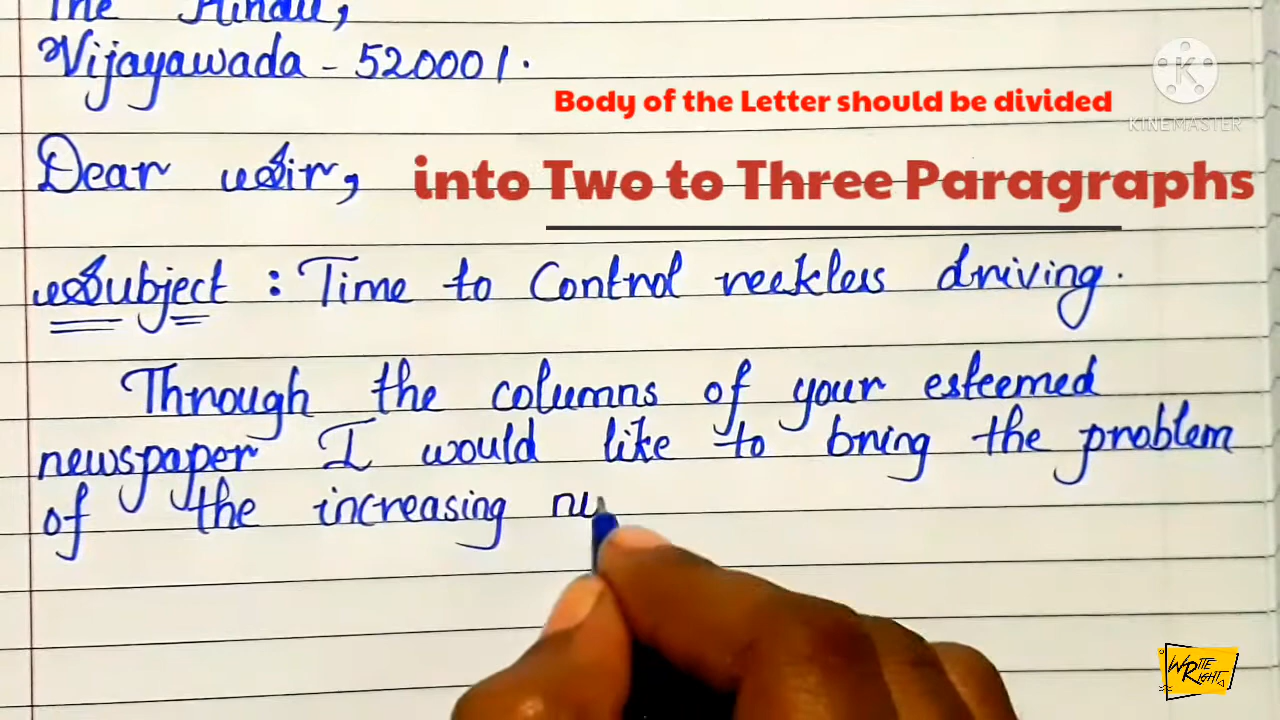 The Hindu,
Vijayawada - 520001.
Body of the Letter should be divided
KINEMASTER
Dear Sir,
into Two to Three Paragraphs
Subject : Time to Control reckless driving.
Through the columns of your esteemed
newspaper I would like to bring the problem
of the increasing nu
WRITE
RIGHT